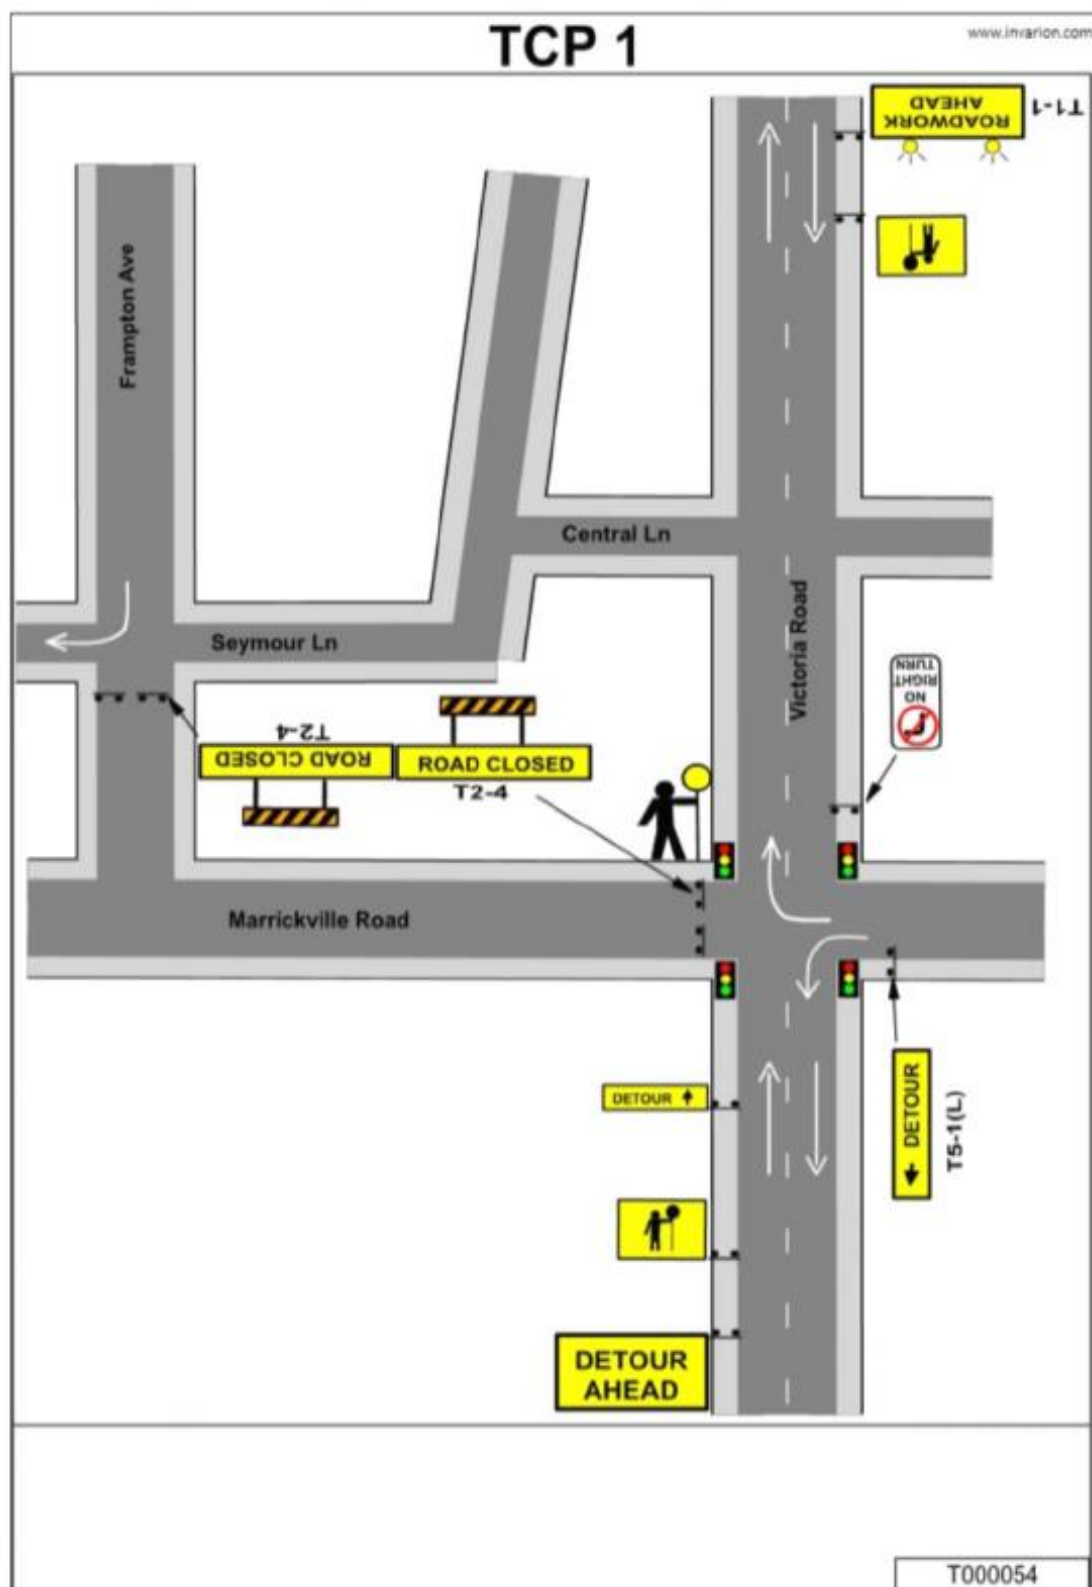 TCP 1
www.invarion.com
ROADWORK
AHEAD
T1-1
Frampton Ave
Central Ln
Victoria Road
Seymour Ln
NO
RIGHT
TURN
T2-4
ROAD CLOSED
ROAD CLOSED
T2-4
Marrickville Road
DETOUR
DETOUR
T5-1(L)
DETOUR
AHEAD
T000054